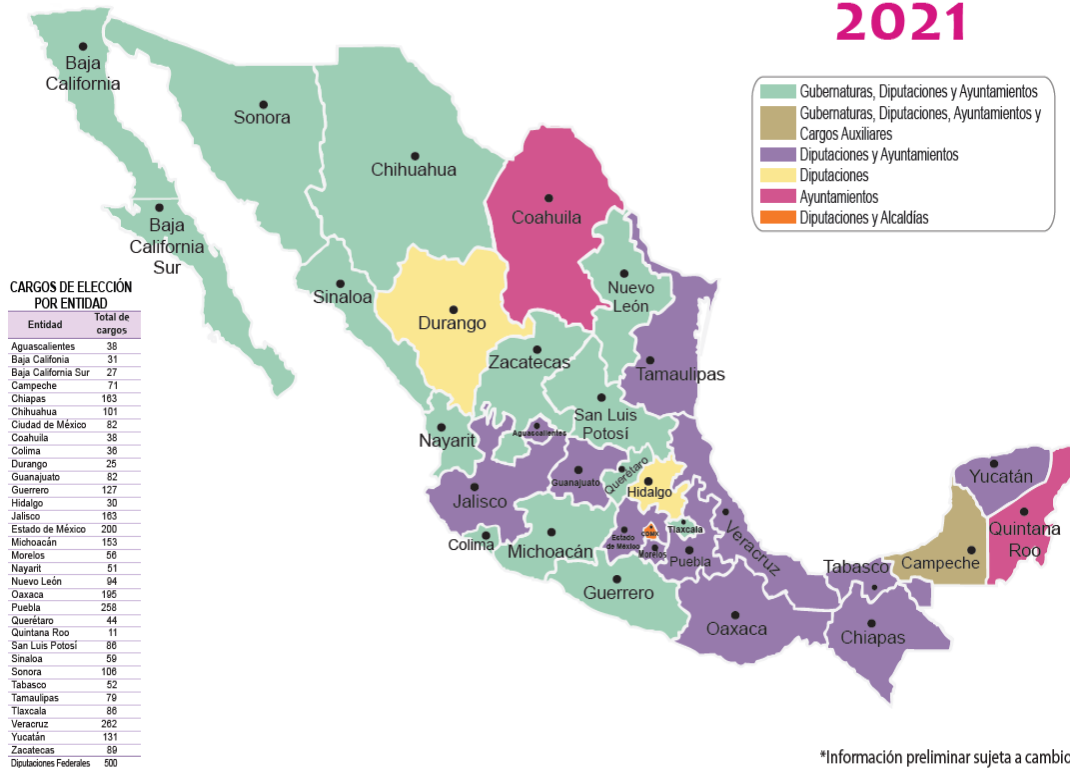 2021
Gubernaturas, Diputaciones y Ayuntamientos
Gubernaturas, Diputaciones, Ayuntamientos y
Cargos Auxiliares
Diputaciones y Ayuntamientos
Diputaciones
Ayuntamientos
Diputaciones y Alcaldías
Baja
California
Sonora
Chihuahua
Coahuila
Baja
California
Sur
Sinaloa
Nuevo
León
Durango
Zacatecas
Tamaulipas
San Luis
Potosí
Nayarit
Aguascalientes
Querétaro
Guanajuato
Hidalgo
Jalisco
Yucatán
Colima
Michoacán
Estado
de México
CDMX
Tlaxcala
Morelos
Puebla
Veracruz
Quintana
Roo
Tabasco
Campeche
Guerrero
Oaxaca
Chiapas
CARGOS DE ELECCIÓN
POR ENTIDAD
Entidad Total de
cargos
Aguascalientes 38
Baja Califonia 31
Baja California Sur 27
Campeche 71
Chiapas 163
Chihuahua 101
Ciudad de México 82
Coahuila 38
Colima 36
Durango 25
Guanajuato 82
Guerrero 127
Hidalgo 30
Jalisco 163
Estado de México 200
Michoacán 153
Morelos 56
Nayarit 51
Nuevo León 94
Oaxaca 195
Puebla 258
Querétaro 44
Quintana Roo 11
San Luis Potosí 86
Sinaloa 59
Sonora 106
Tabasco 52
Tamaulipas 79
Tlaxcala 86
Veracruz 262
Yucatán 131
Zacatecas 89
Diputaciones Federales 500
*Información preliminar sujeta a cambio